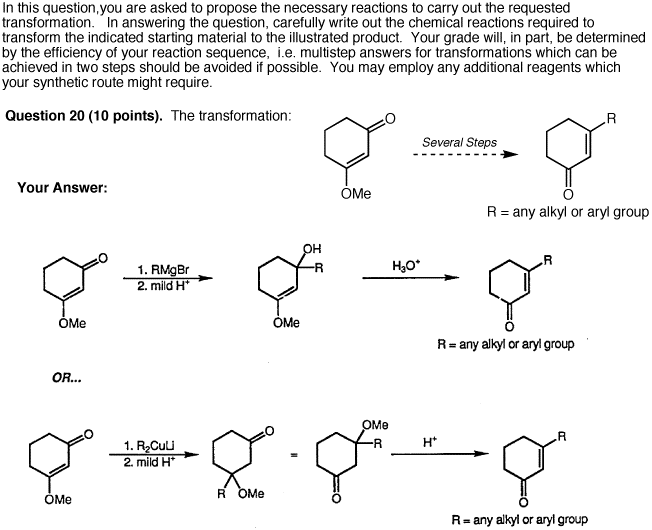 In this question,you are asked to propose the necessary reactions to carry out the requested
transformation. In answering the question, carefully write out the chemical reactions required to
transform the indicated starting material to the illustrated product. Your grade will, in part, be determined
by the efficiency of your reaction sequence, i.e. multistep answers for transformations which can be
achieved in two steps should be avoided if possible. You may employ any additional reagents which
your synthetic route might require.
Question 20 (10 points). The transformation:
O
Several Steps
R
OMe
O
Your Answer:
R = any alkyl or aryl group
O
1. RMgBr
2. mild H⁺
OH
R
H₃O⁺
R
OMe
OMe
O
R = any alkyl or aryl group
OR...
O
1. R₂CuLi
2. mild H⁺
O
=
OMe
R
H⁺
R
OMe
R OMe
O
O
R = any alkyl or aryl group